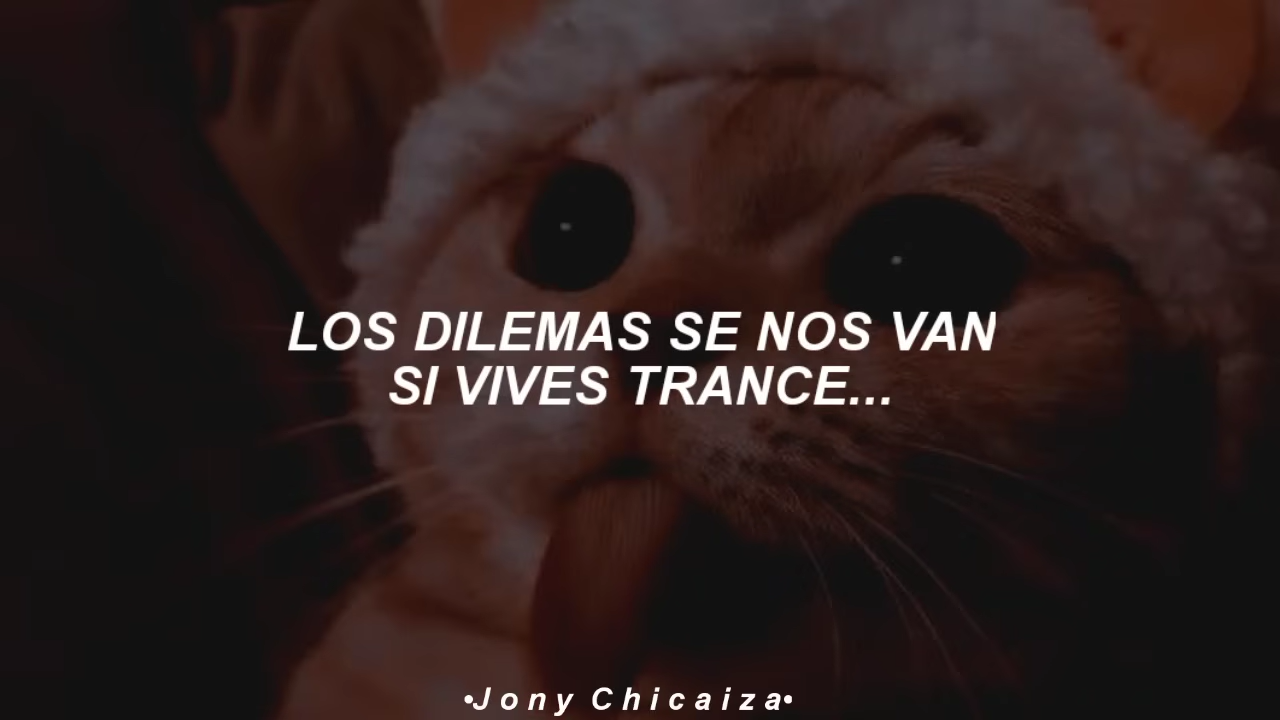 LOS DILEMAS SE NOS VAN
SI VIVES TRANCE...
•Jony Chicaiza•